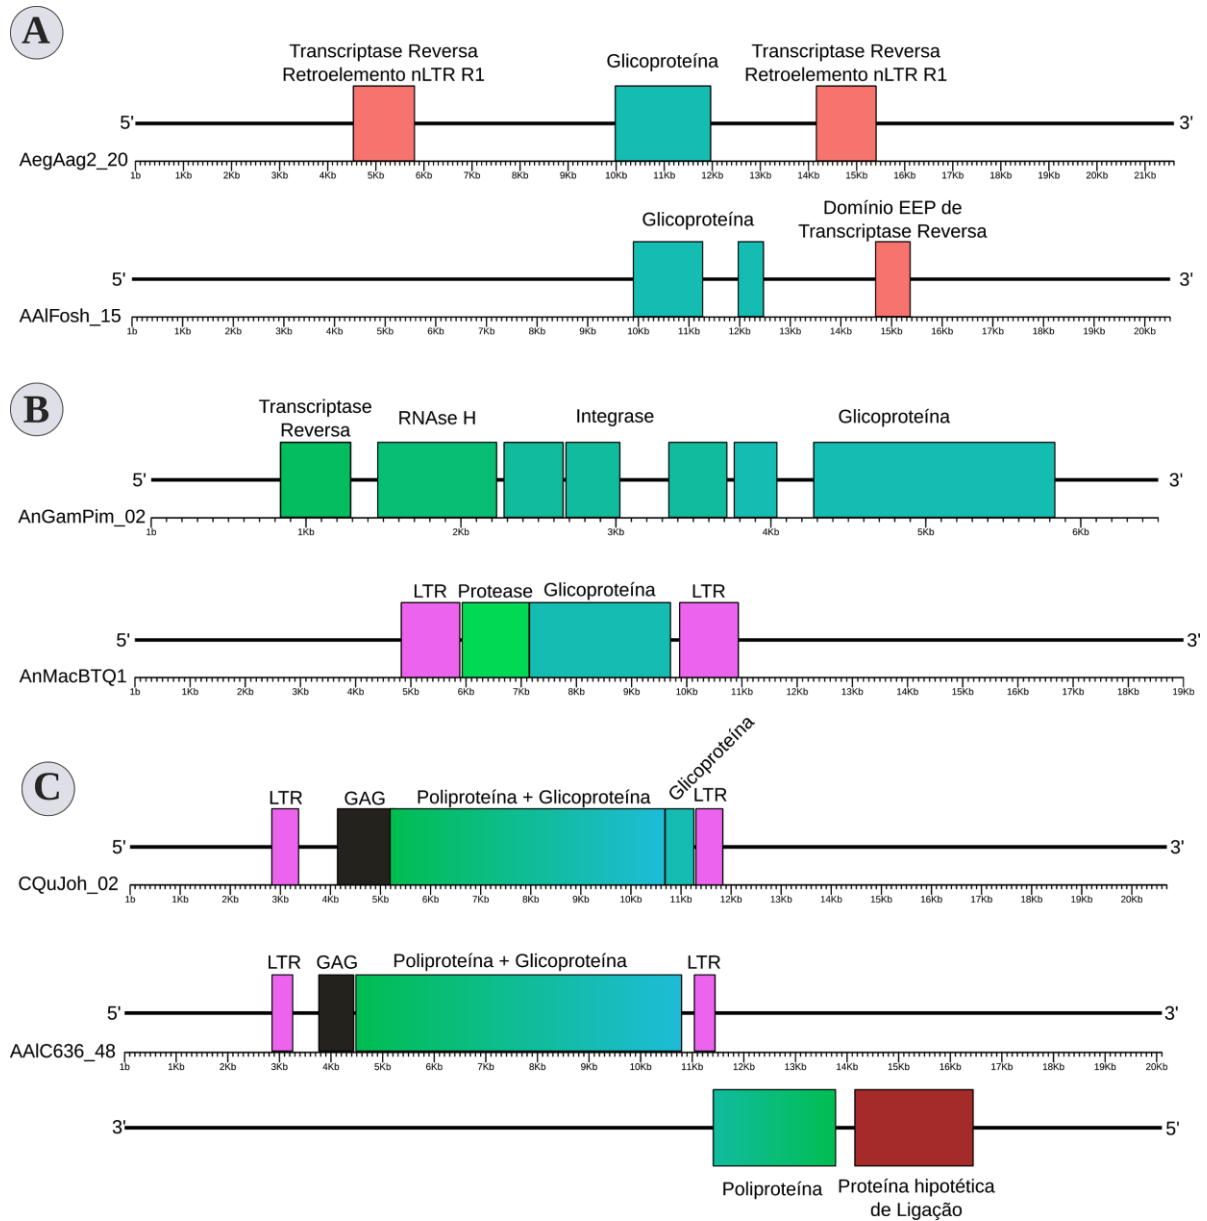 A
Transcriptase Reversa
Retroelemento nLTR R1
Glicoproteína
Transcriptase Reversa
Retroelemento nLTR R1
5'
3'
AegAag2_20
1b 1Kb 2Kb 3Kb 4Kb 5Kb 6Kb 7Kb 8Kb 9Kb 10Kb 11Kb 12Kb 13Kb 14Kb 15Kb 16Kb 17Kb 18Kb 19Kb 20Kb 21Kb
Glicoproteína
Domínio EEP de
Transcriptase Reversa
5'
3'
AAlFosh_15
1b 1Kb 2Kb 3Kb 4Kb 5Kb 6Kb 7Kb 8Kb 9Kb 10Kb 11Kb 12Kb 13Kb 14Kb 15Kb 16Kb 17Kb 18Kb 19Kb 20Kb
B
Transcriptase
Reversa
RNAse H
Integrase
Glicoproteína
5'
3'
AnGamPim_02
1b 1Kb 2Kb 3Kb 4Kb 5Kb 6Kb
LTR Protease Glicoproteína LTR
5'
3'
AnMacBTQ1
1b 1Kb 2Kb 3Kb 4Kb 5Kb 6Kb 7Kb 8Kb 9Kb 10Kb 11Kb 12Kb 13Kb 14Kb 15Kb 16Kb 17Kb 18Kb 19Kb
C
LTR GAG Poliproteína + Glicoproteína Glicoproteína LTR
5'
3'
CQuJoh_02
1b 1Kb 2Kb 3Kb 4Kb 5Kb 6Kb 7Kb 8Kb 9Kb 10Kb 11Kb 12Kb 13Kb 14Kb 15Kb 16Kb 17Kb 18Kb 19Kb 20Kb
LTR GAG Poliproteína + Glicoproteína LTR
5'
3'
AAlC636_48
1b 1Kb 2Kb 3Kb 4Kb 5Kb 6Kb 7Kb 8Kb 9Kb 10Kb 11Kb 12Kb 13Kb 14Kb 15Kb 16Kb 17Kb 18Kb 19Kb 20Kb
3'
5'
Poliproteína
Proteína hipotética
de Ligação